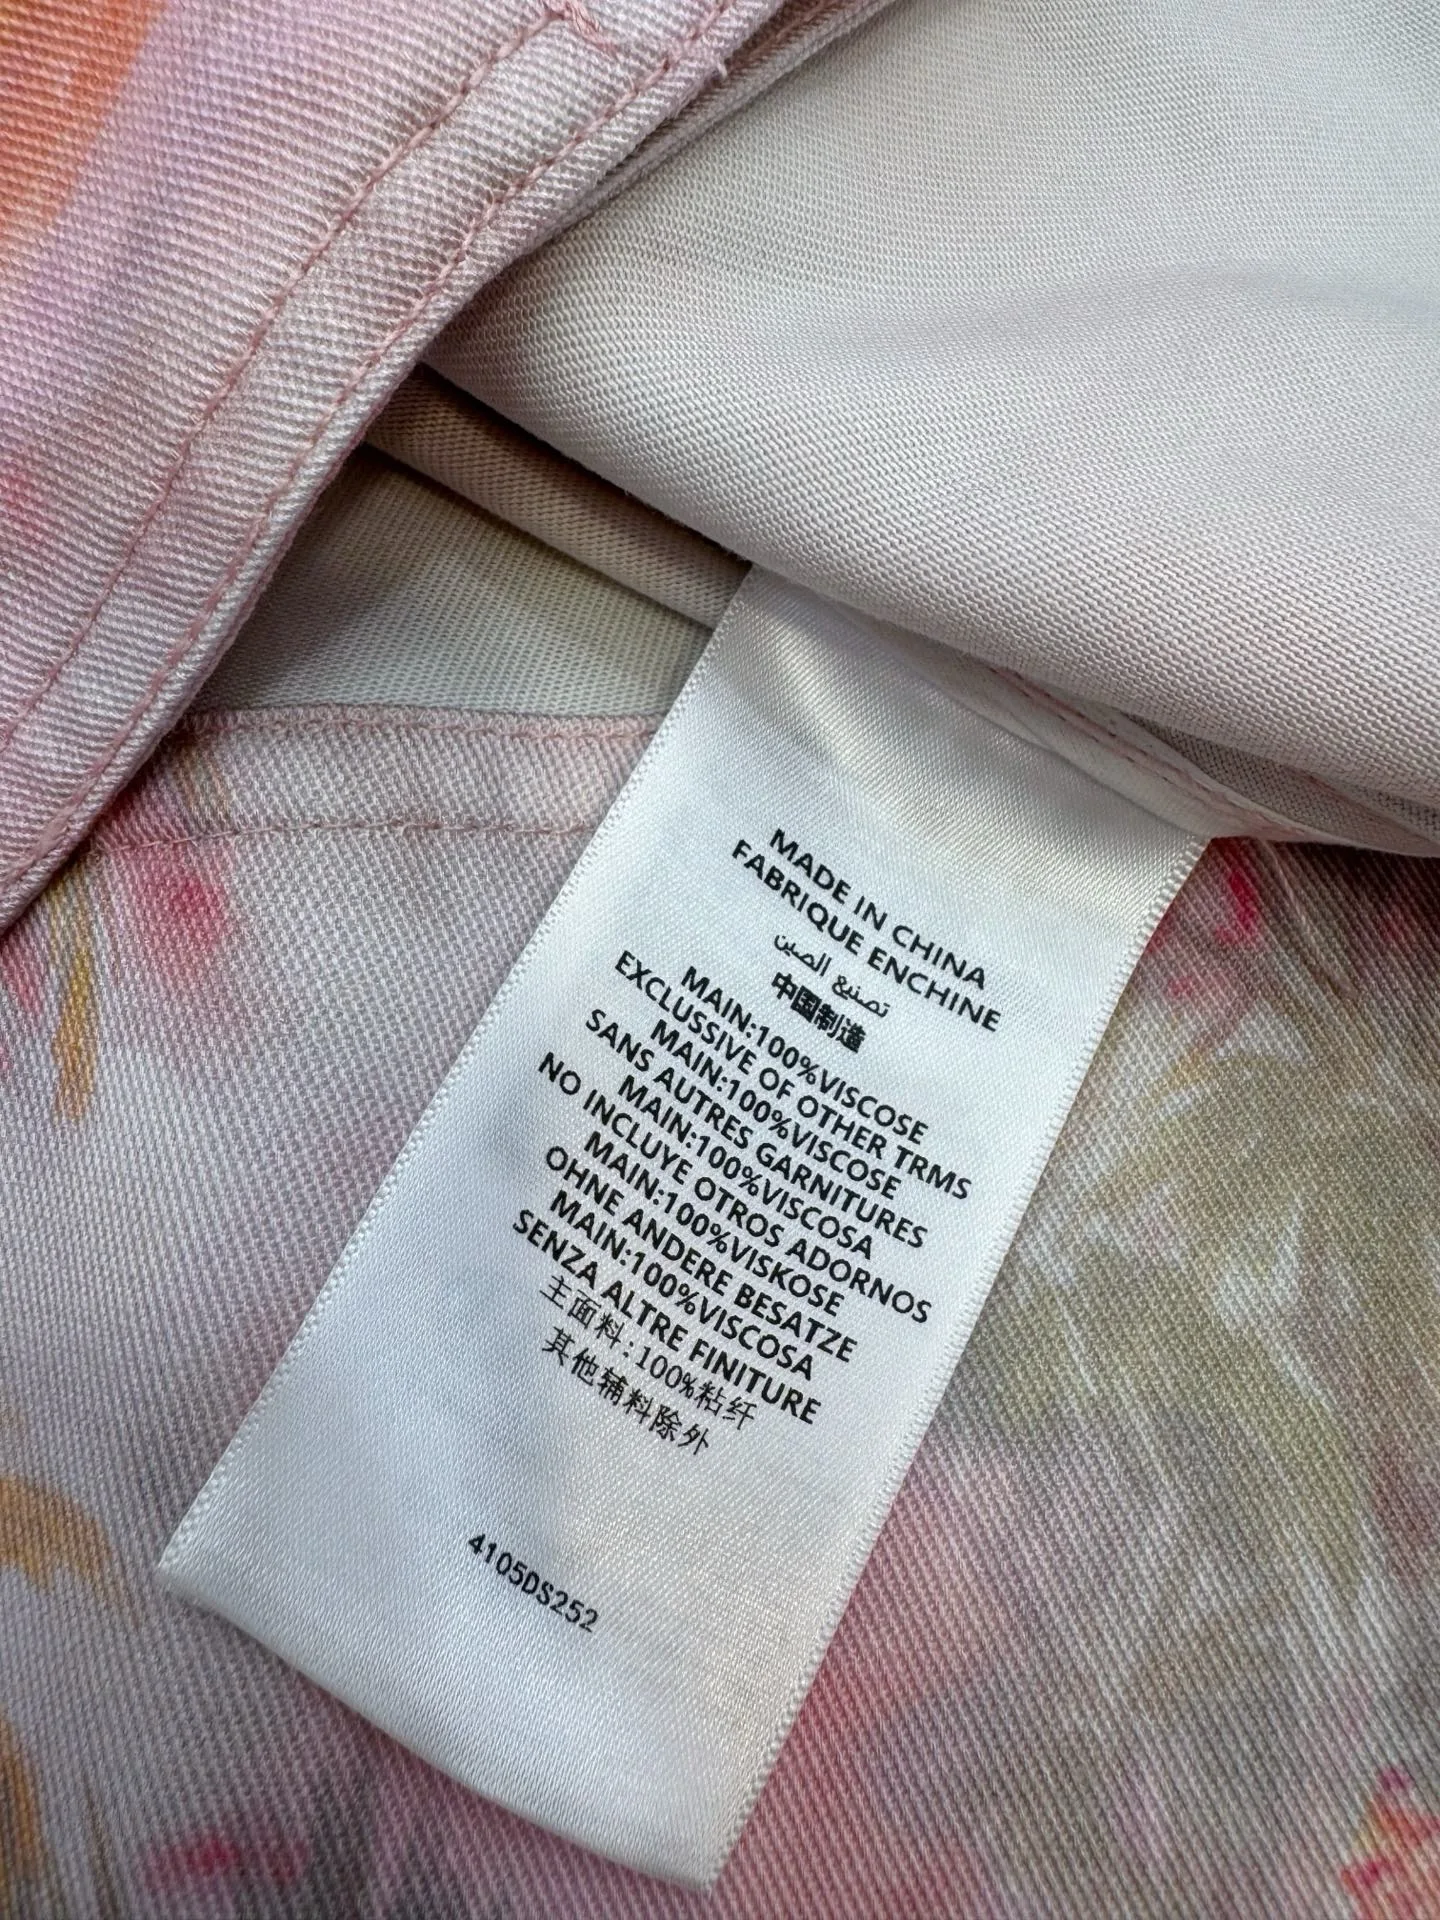 MADE IN CHINA
FABRIQUE ENCHINE
تصنيع الصين
中国制造
MAIN:100%VISCOSE
EXCLUSSIVE OF OTHER TRMS
MAIN:100%VISCOSE
SANS AUTRES GARNITURES
MAIN:100%VISCOSA
NO INCLUYE OTROS ADORNOS
MAIN:100%VISKOSE
OHNE ANDERE BESATZE
MAIN:100%VISCOSA
SENZA ALTRE FINITURE
主面料:100%粘纤
其他辅料除外
4105DS252